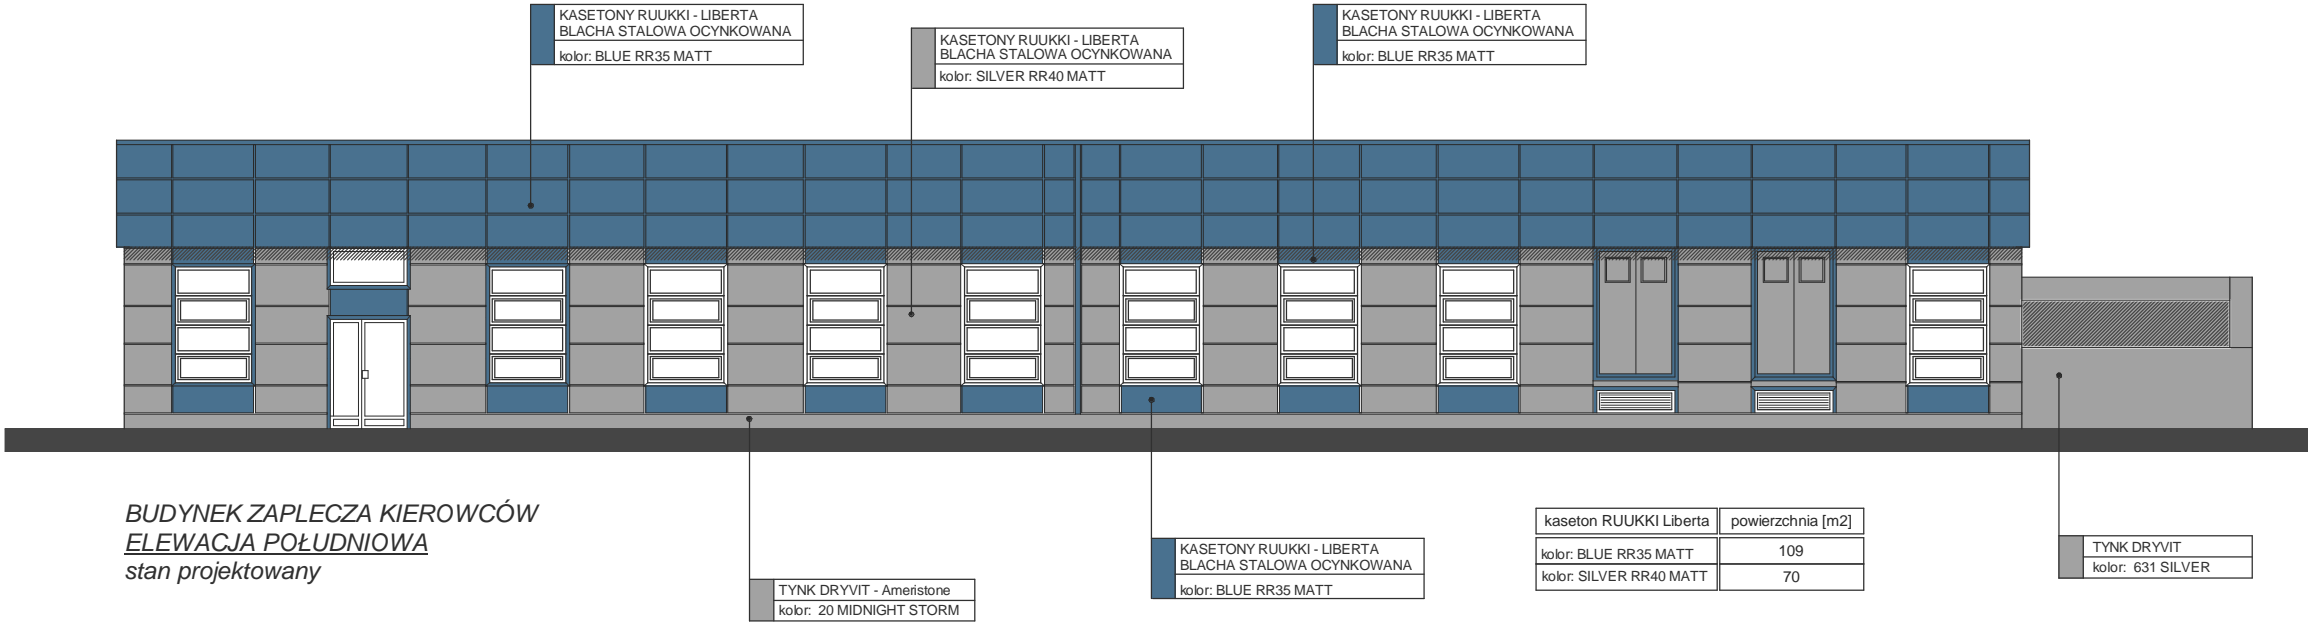 KASETONY RUUKKI - LIBERTA
BLACHA STALOWA OCYNKOWANA
kolor: BLUE RR35 MATT
KASETONY RUUKKI - LIBERTA
BLACHA STALOWA OCYNKOWANA
kolor: SILVER RR40 MATT
KASETONY RUUKKI - LIBERTA
BLACHA STALOWA OCYNKOWANA
kolor: BLUE RR35 MATT
BUDYNEK ZAPLECZA KIEROWCÓW
ELEWACJA POŁUDNIOWA
stan projektowany
TYNK DRYVIT - Ameristone
kolor: 20 MIDNIGHT STORM
KASETONY RUUKKI - LIBERTA
BLACHA STALOWA OCYNKOWANA
kolor: BLUE RR35 MATT
kaseton RUUKKI Liberta powierzchnia [m2]
kolor: BLUE RR35 MATT 109
kolor: SILVER RR40 MATT 70
TYNK DRYVIT
kolor: 631 SILVER